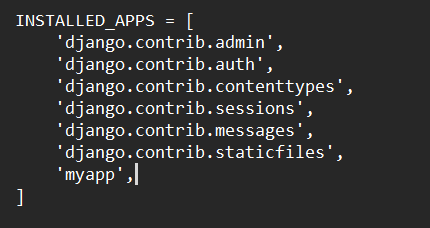 INSTALLED_APPS = [
    'django.contrib.admin',
    'django.contrib.auth',
    'django.contrib.contenttypes',
    'django.contrib.sessions',
    'django.contrib.messages',
    'django.contrib.staticfiles',
    'myapp',
]